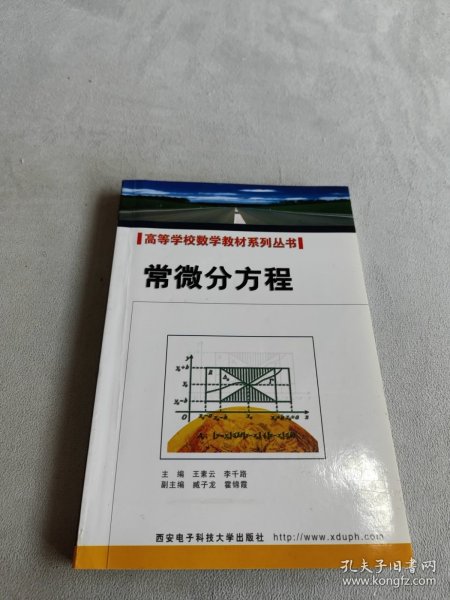 高等学校数学教材系列丛书
常微分方程
主 编 王素云 李千路
副主编 臧子龙 霍锦霞
西安电子科技大学出版社 http://www.xduph.com
孔夫子旧书网
www.kongfz.com